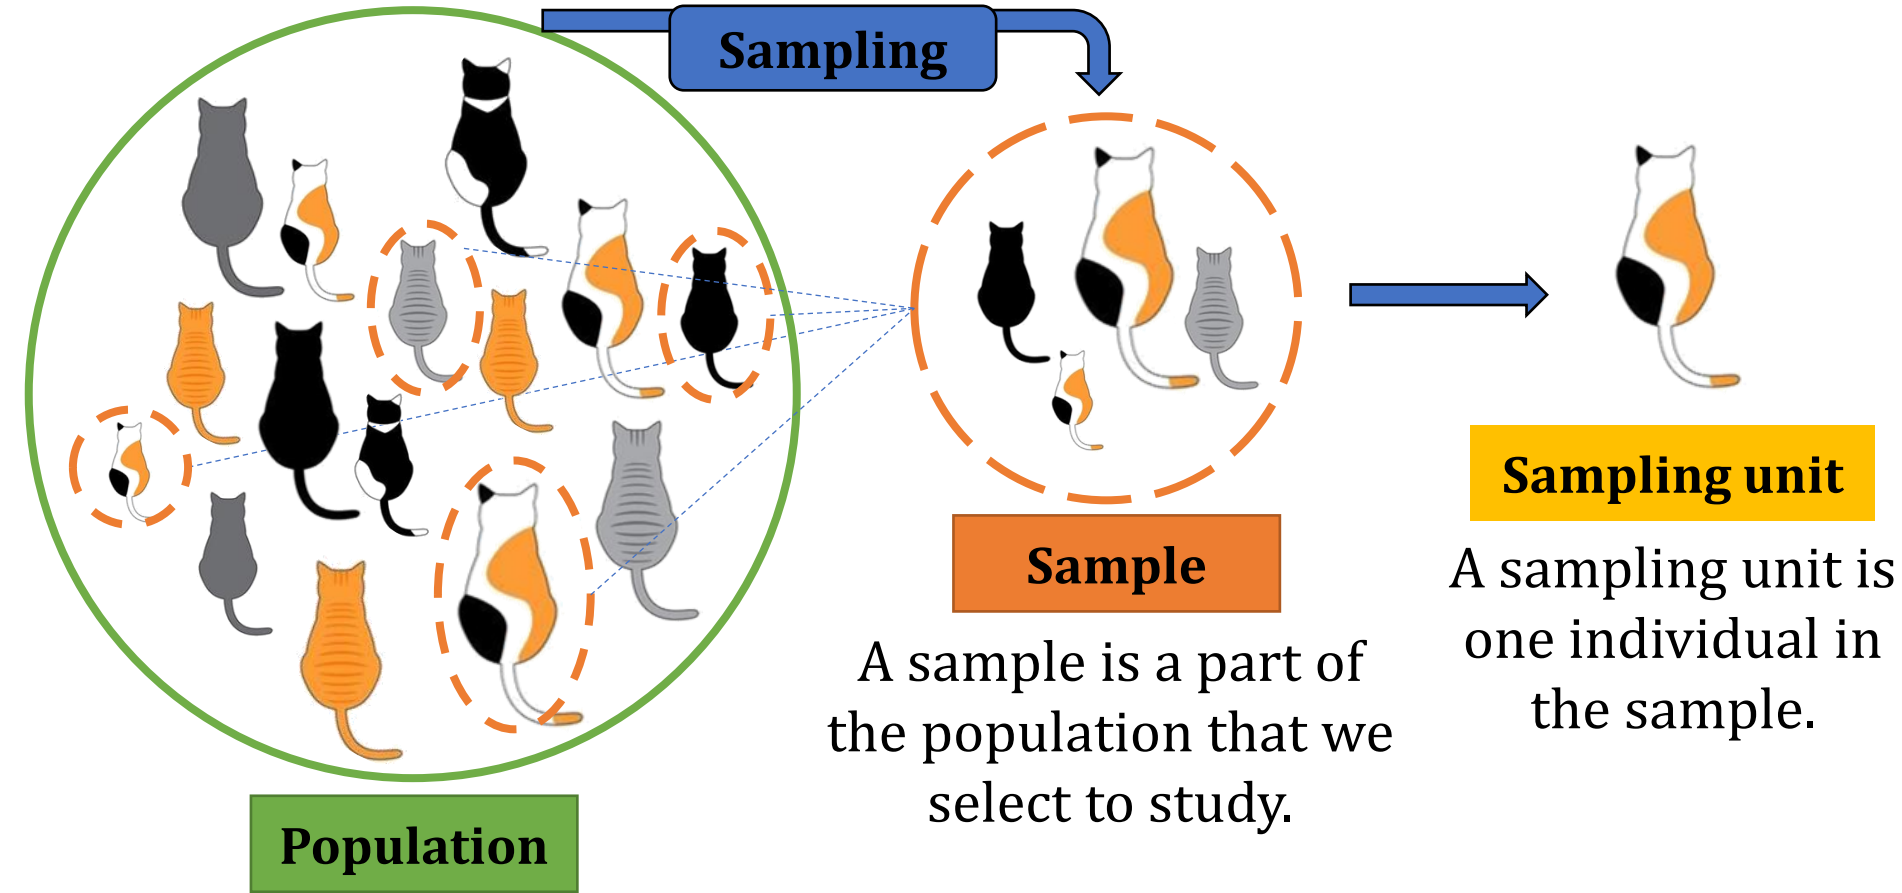 Sampling
Population
Sample
A sample is a part of
the population that we
select to study.
Sampling unit
A sampling unit is
one individual in
the sample.